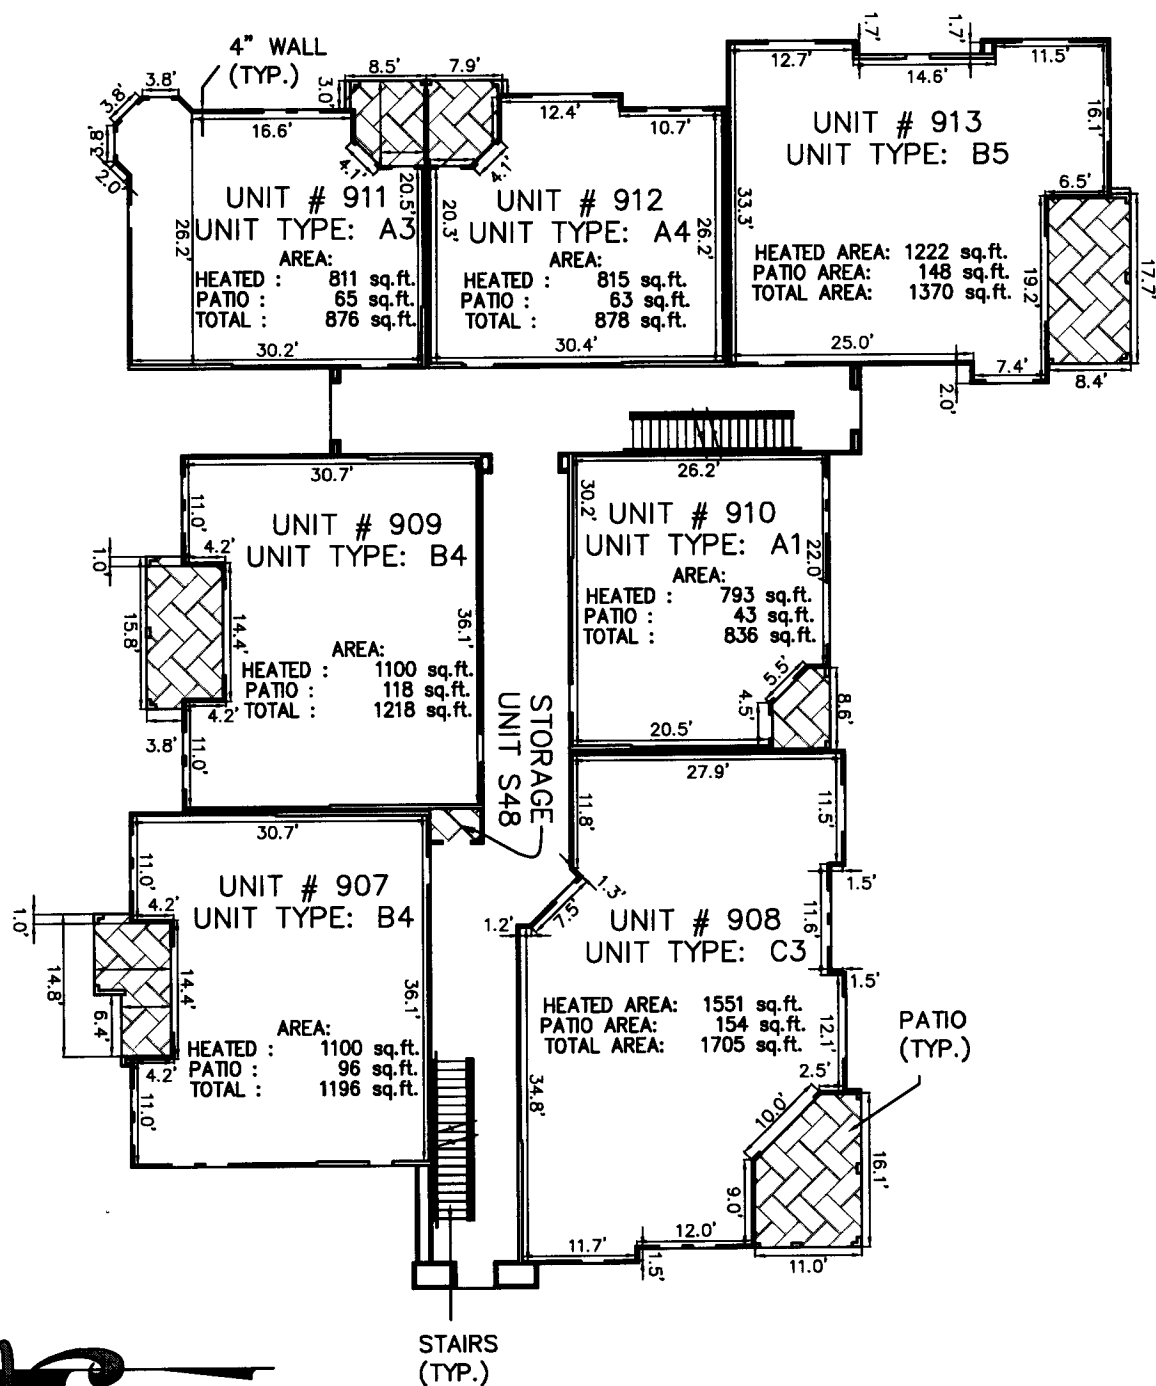 4" WALL
(TYP.)
3.8'
3.8'
3.8'
2.0'
16.6'
3.0'
8.5'
7.9'
4.1'
4.1'
12.4'
10.7'
26.2'
20.5'
20.3'
26.2'
UNIT # 911
UNIT TYPE: A3
AREA:
HEATED : 811 sq.ft.
PATIO : 65 sq.ft.
TOTAL : 876 sq.ft.
30.2'
UNIT # 912
UNIT TYPE: A4
AREA:
HEATED : 815 sq.ft.
PATIO : 63 sq.ft.
TOTAL : 878 sq.ft.
30.4'
1.7'
1.7'
12.7'
14.6'
11.5'
16.1'
UNIT # 913
UNIT TYPE: B5
6.5'
33.3'
HEATED AREA: 1222 sq.ft.
PATIO AREA: 148 sq.ft.
TOTAL AREA: 1370 sq.ft.
19.2'
17.7'
25.0'
7.4'
8.4'
2.0'
30.7'
11.0'
UNIT # 909
UNIT TYPE: B4
4.2'
1.0'
15.8'
14.4'
36.1'
AREA:
HEATED : 1100 sq.ft.
PATIO : 118 sq.ft.
TOTAL : 1218 sq.ft.
4.2'
3.8'
11.0'
STORAGE
UNIT S48
26.2'
30.2'
UNIT # 910
UNIT TYPE: A1
22.0'
AREA:
HEATED : 793 sq.ft.
PATIO : 43 sq.ft.
TOTAL : 836 sq.ft.
5.5'
4.5'
8.6'
20.5'
30.7'
11.0'
UNIT # 907
UNIT TYPE: B4
4.2'
1.0'
14.8'
14.4'
6.4'
36.1'
AREA:
HEATED : 1100 sq.ft.
PATIO : 96 sq.ft.
TOTAL : 1196 sq.ft.
4.2'
11.0'
27.9'
11.8'
11.5'
1.3'
7.5'
1.2'
1.5'
11.6'
UNIT # 908
UNIT TYPE: C3
1.5'
HEATED AREA: 1551 sq.ft.
PATIO AREA: 154 sq.ft.
TOTAL AREA: 1705 sq.ft.
12.1'
2.5'
34.8'
10.0'
9.0'
16.1'
12.0'
11.7'
1.5'
11.0'
PATIO
(TYP.)
STAIRS
(TYP.)